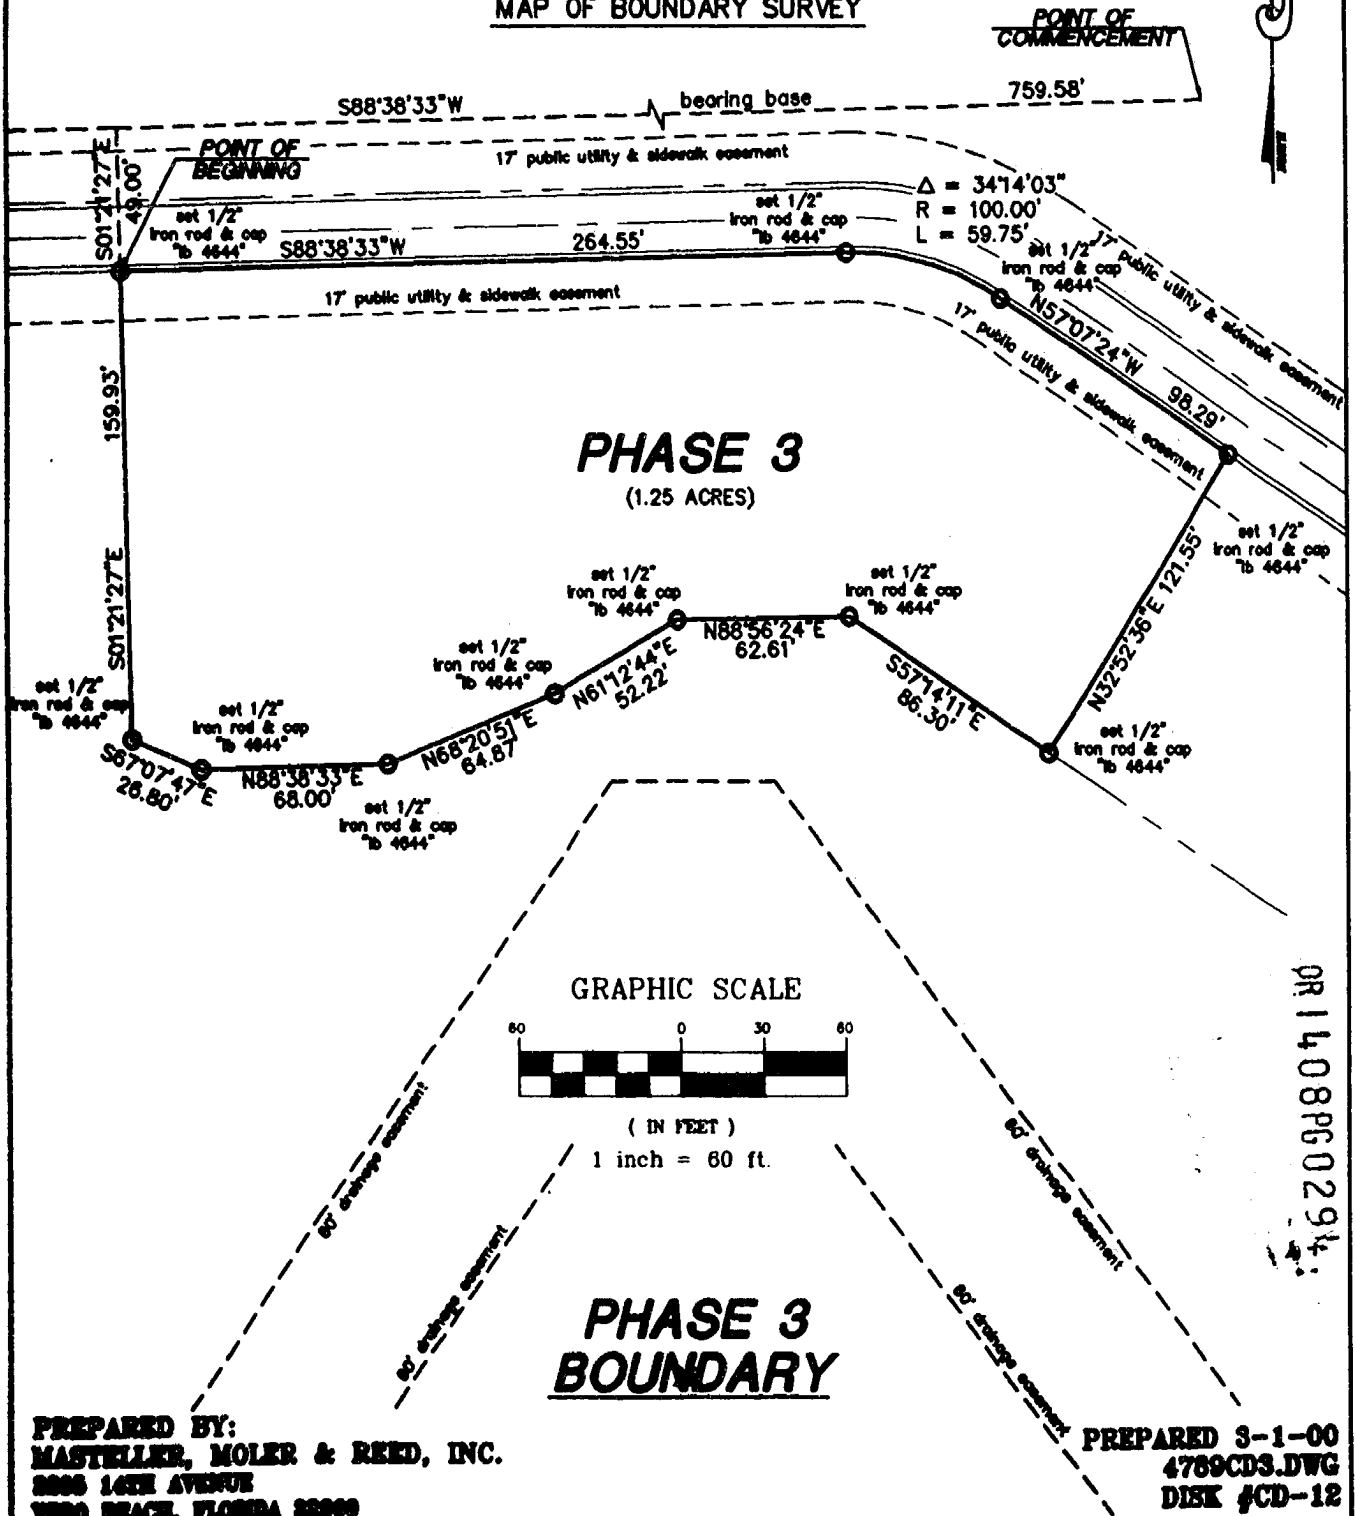 MAP OF BOUNDARY SURVEY
POINT OF
COMMENCEMENT
S88°38'33"W
bearing base
759.58'
S01°21'27"E
49.00'
POINT OF
BEGINNING
17' public utility & sidewalk easement
set 1/2"
iron rod & cap
"lb 4644"
S88°38'33"W
264.55'
set 1/2"
iron rod & cap
"lb 4644"
Δ = 34°14'03"
R = 100.00'
L = 59.75'
set 1/2"
iron rod & cap
"lb 4644"
17' public utility & sidewalk easement
17' public utility & sidewalk easement
17' public utility & sidewalk easement
N57°07'24"W
98.29'
159.93'
S01°21'27"E
PHASE 3
(1.25 ACRES)
set 1/2"
iron rod & cap
"lb 4644"
N32°52'36"E 121.55'
set 1/2"
iron rod & cap
"lb 4644"
set 1/2"
iron rod & cap
"lb 4644"
N88°56'24"E
62.61'
set 1/2"
iron rod & cap
"lb 4644"
N61°12'44"E
52.22'
S57°14'11"E
86.30'
set 1/2"
iron rod & cap
"lb 4644"
set 1/2"
iron rod & cap
"lb 4644"
set 1/2"
iron rod & cap
"lb 4644"
S67°07'47"E
26.80'
N88°38'33"E
68.00'
N68°20'51"E
64.87'
set 1/2"
iron rod & cap
"lb 4644"
GRAPHIC SCALE
60 0 30 60
( IN FEET )
1 inch = 60 ft.
60' drainage easement
60' drainage easement
60' drainage easement
60' drainage easement
OR1408PG0294
PHASE 3
BOUNDARY
PREPARED BY:
MASTELLER, MOLER & REED, INC.
14TH AVENUE
VERO BEACH, FLORIDA
PREPARED 3-1-00
4789CD3.DWG
DISK #CD-12